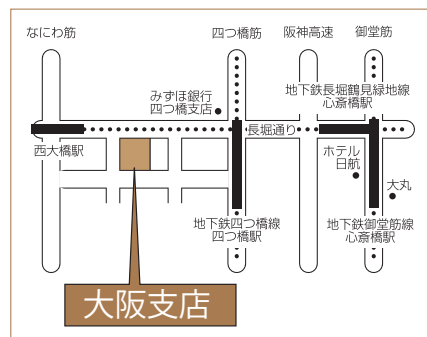 なにわ筋
四つ橋筋
阪神高速
御堂筋
みずほ銀行
四つ橋支店
地下鉄長堀鶴見緑地線
心斎橋駅
長堀通り
西大橋駅
ホテル
日航
大丸
地下鉄四つ橋線
四つ橋駅
地下鉄御堂筋線
心斎橋駅
大阪支店